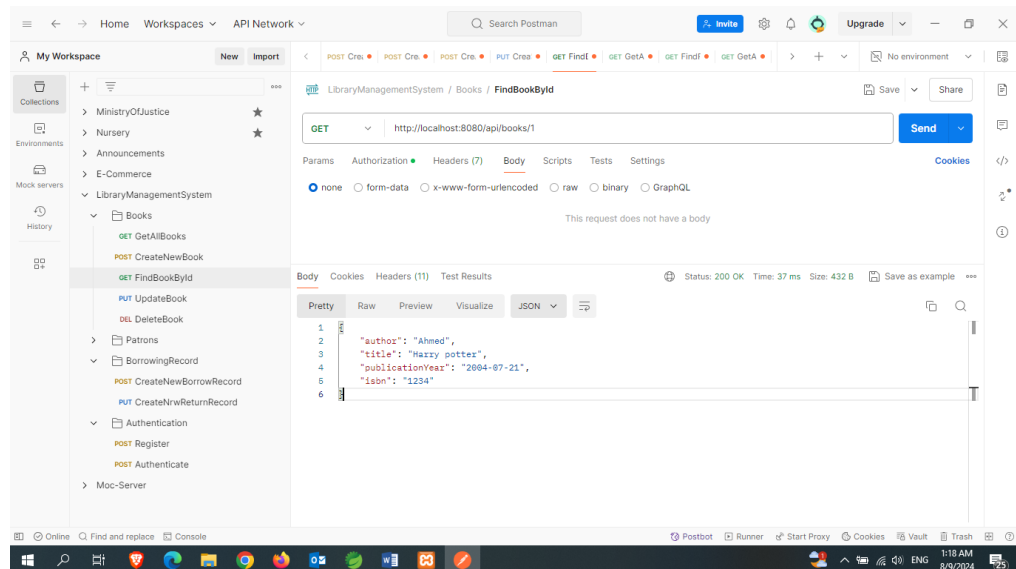 Home Workspaces API Network Search Postman Invite Upgrade
My Workspace New Import POST Cre POST Cre. POST Cre. PUT Crea GET FindE GET GetA GET FindF GET GetA No environment
Collections
Environments
Mock servers
History
MinistryOfJustice
Nursery
Announcements
E-Commerce
LibraryManagementSystem
Books
GET GetAllBooks
POST CreateNewBook
GET FindBookById
PUT UpdateBook
DEL DeleteBook
Patrons
BorrowingRecord
POST CreateNewBorrowRecord
PUT CreateNrwReturnRecord
Authentication
POST Register
POST Authenticate
Moc-Server
HTTP LibraryManagementSystem / Books / FindBookById Save Share
GET http://localhost:8080/api/books/1 Send
Params Authorization Headers (7) Body Scripts Tests Settings Cookies
none form-data x-www-form-urlencoded raw binary GraphQL
This request does not have a body
Body Cookies Headers (11) Test Results Status: 200 OK Time: 37 ms Size: 432 B Save as example
Pretty Raw Preview Visualize JSON
1 {
2 "author": "Ahmed",
3 "title": "Harry potter",
4 "publicationYear": "2004-07-21",
5 "isbn": "1234"
6 }
Online Find and replace Console Postbot Runner Start Proxy Cookies Vault Trash
ENG 1:18 AM
8/9/2024 25